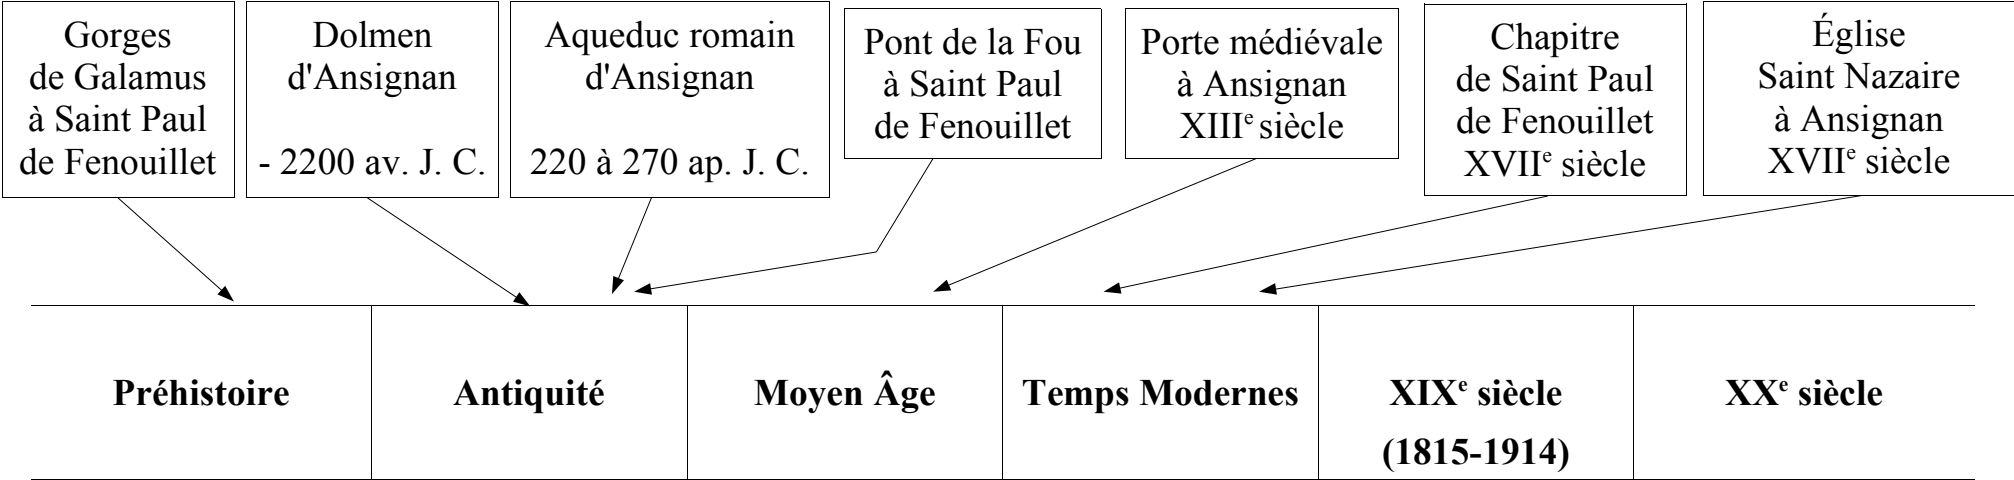 Gorges
de Galamus
à Saint Paul
de Fenouillet
Dolmen
d'Ansignan
- 2200 av. J. C.
Aqueduc romain
d'Ansignan
220 à 270 ap. J. C.
Pont de la Fou
à Saint Paul
de Fenouillet
Porte médiévale
à Ansignan
XIIIe siècle
Chapitre
de Saint Paul
de Fenouillet
XVIIe siècle
Église
Saint Nazaire
à Ansignan
XVIIe siècle
Préhistoire
Antiquité
Moyen Âge
Temps Modernes
XIXe siècle
(1815-1914)
XXe siècle